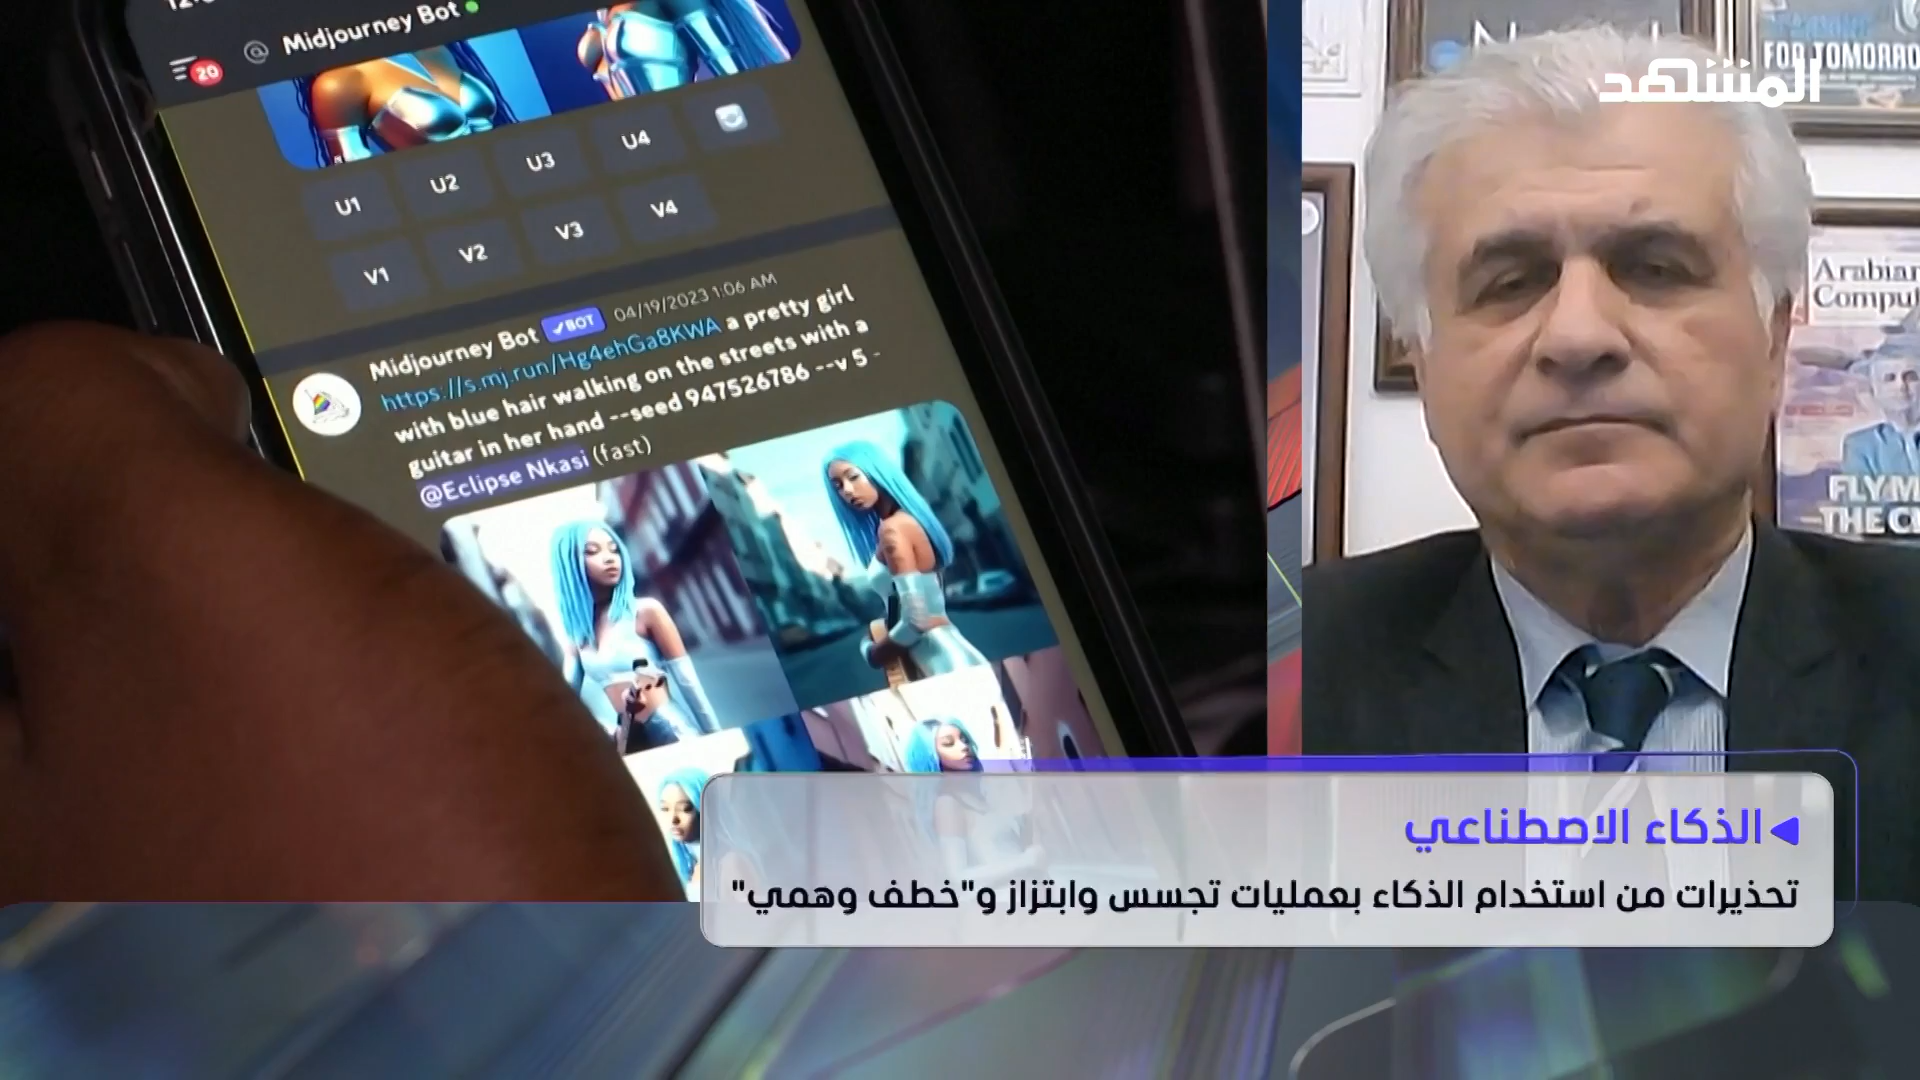 Midjourney Bot
20
U1 U2 U3 U4
V1 V2 V3 V4
Midjourney Bot ✓BOT 04/19/2023 1:06 AM
https://s.mj.run/Hg4ehGa8KWA a pretty girl
with blue hair walking on the streets with a
guitar in her hand --seed 947526786 --v 5 -
@Eclipse Nkasi (fast)
FOR TOMORRO
المشهد
Arabian
Comput
FLY M
THE C
الذكاء الاصطناعي
تحذيرات من استخدام الذكاء بعمليات تجسس وابتزاز و"خطف وهمي"